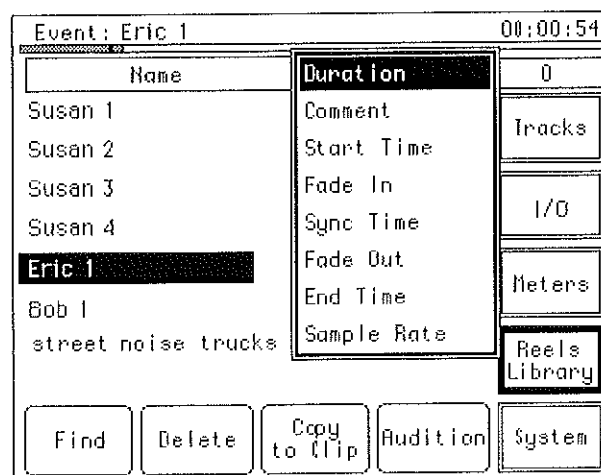 Event: Eric 1
00:00:54
Name
Duration
0
Susan 1
Comment
Tracks
Susan 2
Start Time
Susan 3
Fade In
I/O
Susan 4
Sync Time
Eric 1
Fade Out
Meters
Bob 1
End Time
street noise trucks
Sample Rate
Reels
Library
Find
Delete
Copy
to Clip
Audition
System